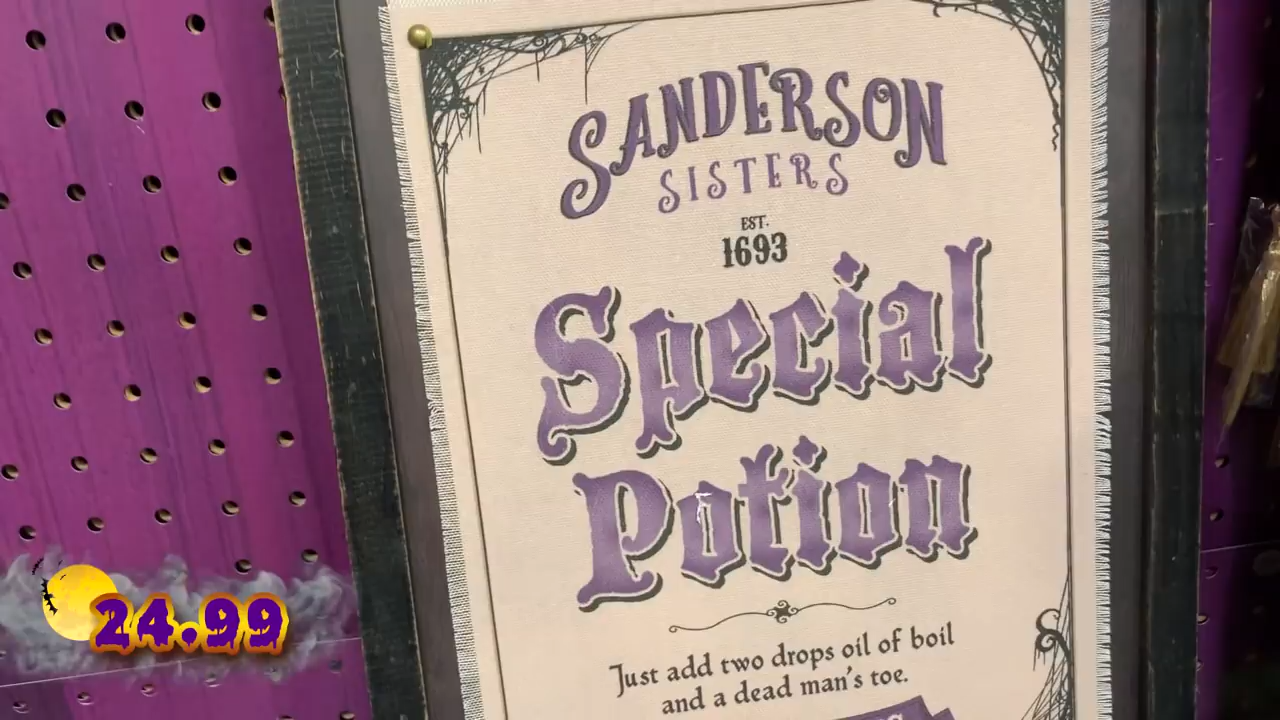 SANDERSON
SISTERS
EST.
1693
Special
Potion
Just add two drops oil of boil
and a dead man's toe.
24.99